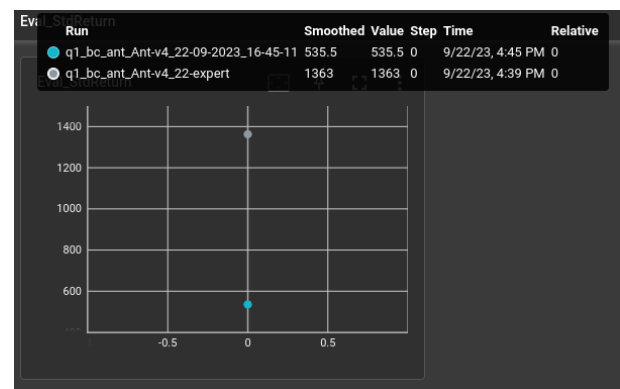 Eval_StdReturn
Run Smoothed Value Step Time Relative
q1_bc_ant_Ant-v4_22-09-2023_16-45-11 535.5 535.5 0 9/22/23, 4:45 PM 0
q1_bc_ant_Ant-v4_22-expert 1363 1363 0 9/22/23, 4:39 PM 0
Eval_StdReturn
1400
1200
1000
800
600
400
-0.5 0 0.5